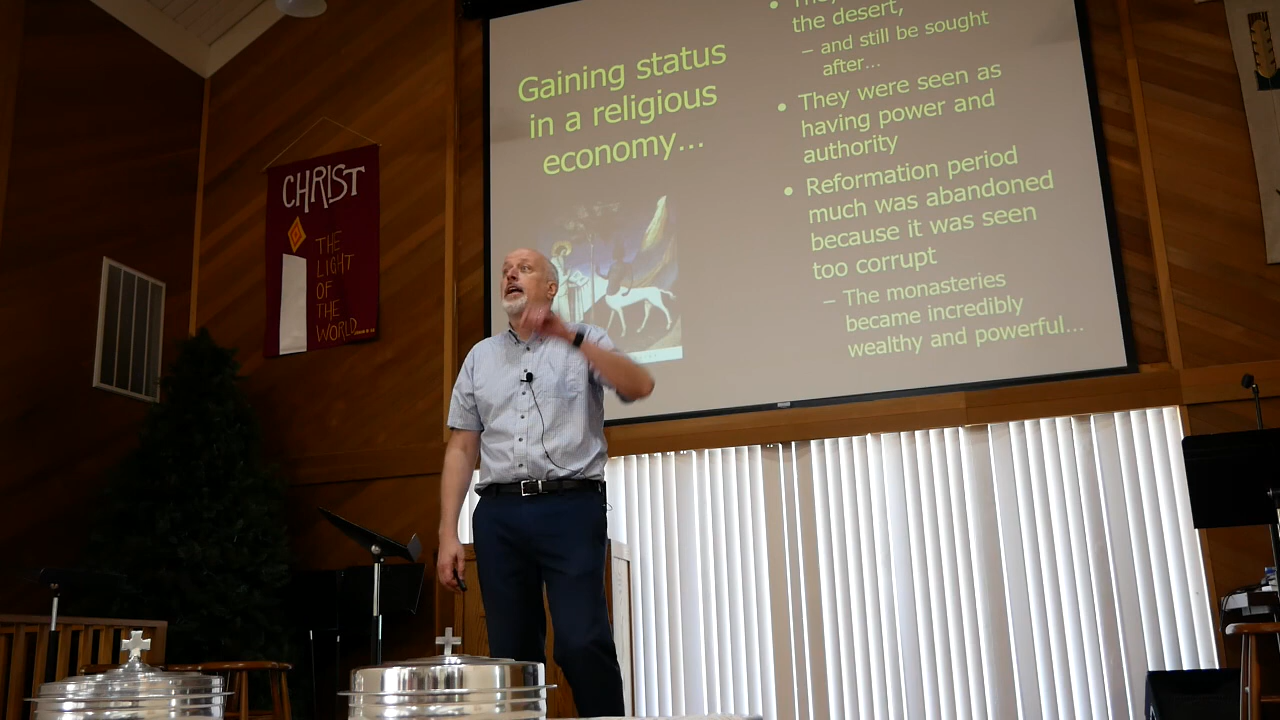 CHRIST
THE
LIGHT
OF
THE
WORLD
Gaining status
in a religious
economy...
the desert,
– and still be sought
after...
• They were seen as
having power and
authority
• Reformation period
much was abandoned
because it was seen
too corrupt
– The monasteries
became incredibly
wealthy and powerful...